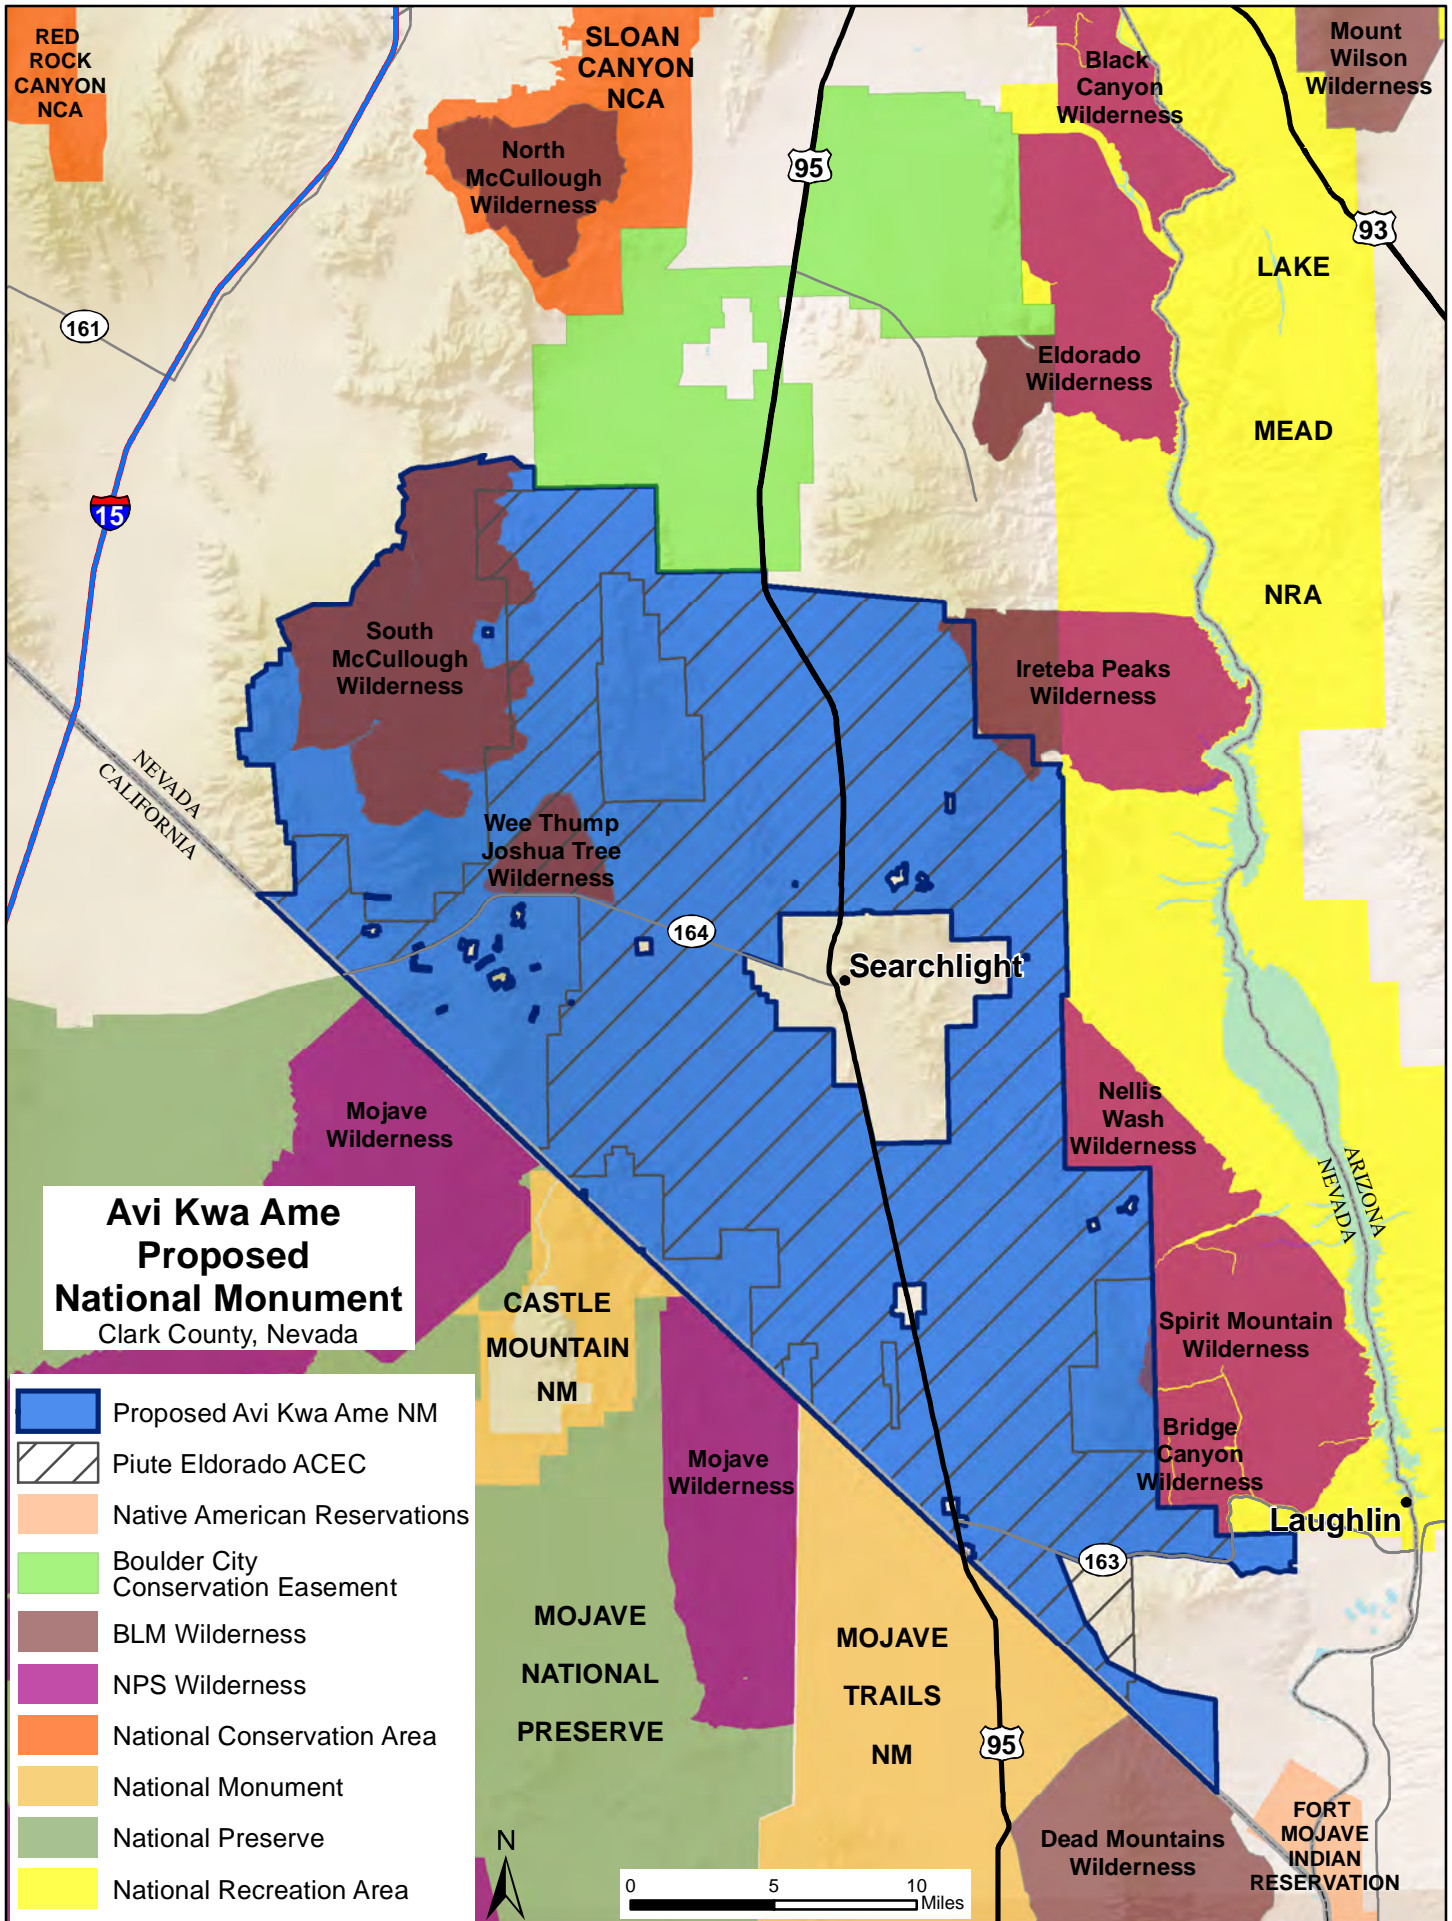 RED
ROCK
CANYON
NCA
SLOAN
CANYON
NCA
Black
Canyon
Wilderness
Mount
Wilson
Wilderness
North
McCullough
Wilderness
95
93
LAKE
MEAD
NRA
161
Eldorado
Wilderness
15
South
McCullough
Wilderness
Ireteba Peaks
Wilderness
NEVADA
CALIFORNIA
Wee Thump
Joshua Tree
Wilderness
164
Searchlight
Mojave
Wilderness
Nellis
Wash
Wilderness
ARIZONA
NEVADA
Avi Kwa Ame
Proposed
National Monument
Clark County, Nevada
CASTLE
MOUNTAIN
NM
Spirit Mountain
Wilderness
Mojave
Wilderness
Bridge
Canyon
Wilderness
Laughlin
163
MOJAVE
NATIONAL
PRESERVE
MOJAVE
TRAILS
NM
95
Dead Mountains
Wilderness
FORT
MOJAVE
INDIAN
RESERVATION
Proposed Avi Kwa Ame NM
Piute Eldorado ACEC
Native American Reservations
Boulder City
Conservation Easement
BLM Wilderness
NPS Wilderness
National Conservation Area
National Monument
National Preserve
National Recreation Area
N
0 5 10
Miles